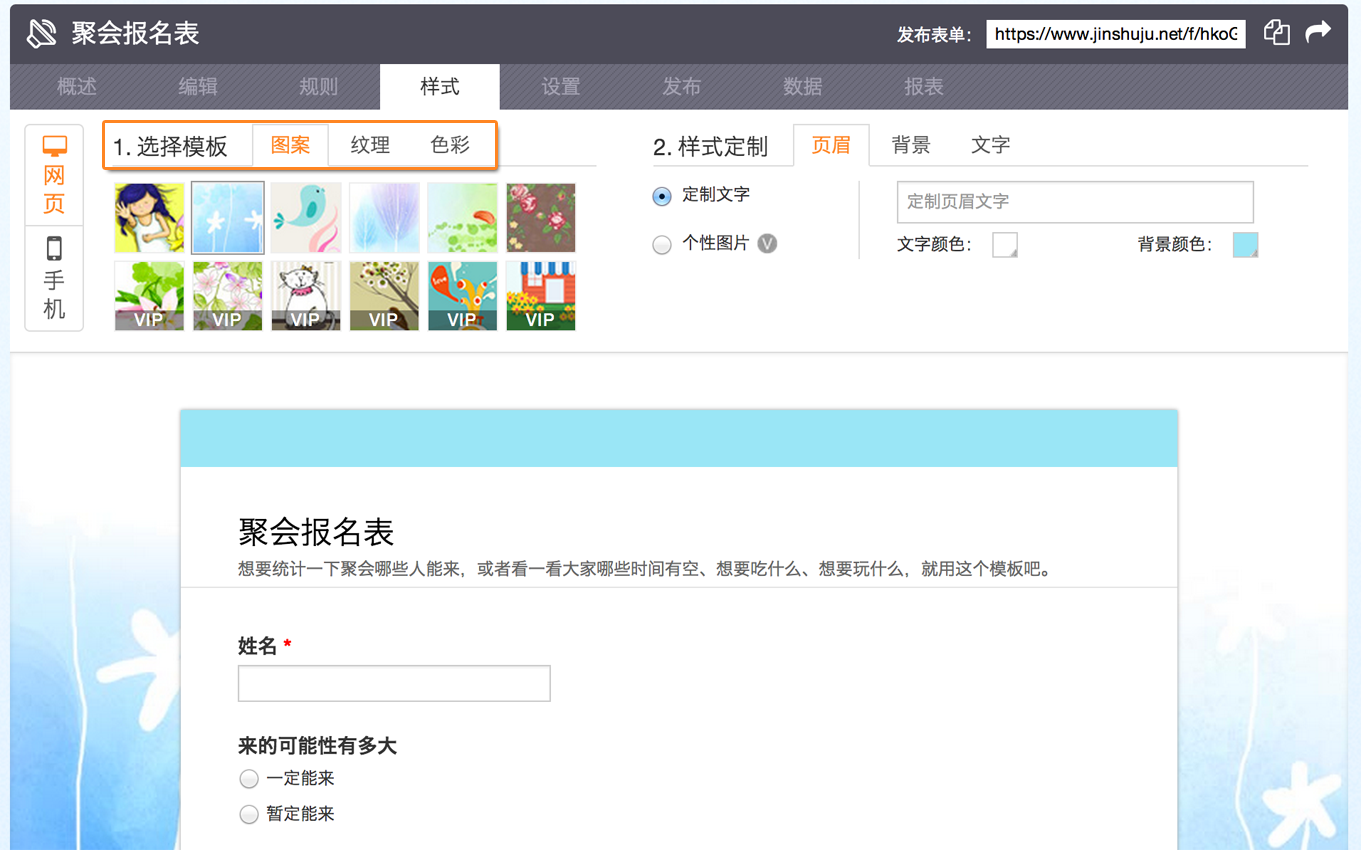 聚会报名表
发布表单： https://www.jinshuju.net/f/hkoG
概述 编辑 规则 样式 设置 发布 数据 报表
网页
手机
1. 选择模板 图案 纹理 色彩
VIP VIP VIP VIP VIP VIP
2. 样式定制 页眉 背景 文字
定制文字
个性图片 V
定制页眉文字
文字颜色： 背景颜色：
聚会报名表
想要统计一下聚会哪些人能来，或者看一看大家哪些时间有空、想要吃什么、想要玩什么，就用这个模板吧。
姓名 *
来的可能性有多大
一定能来
暂定能来